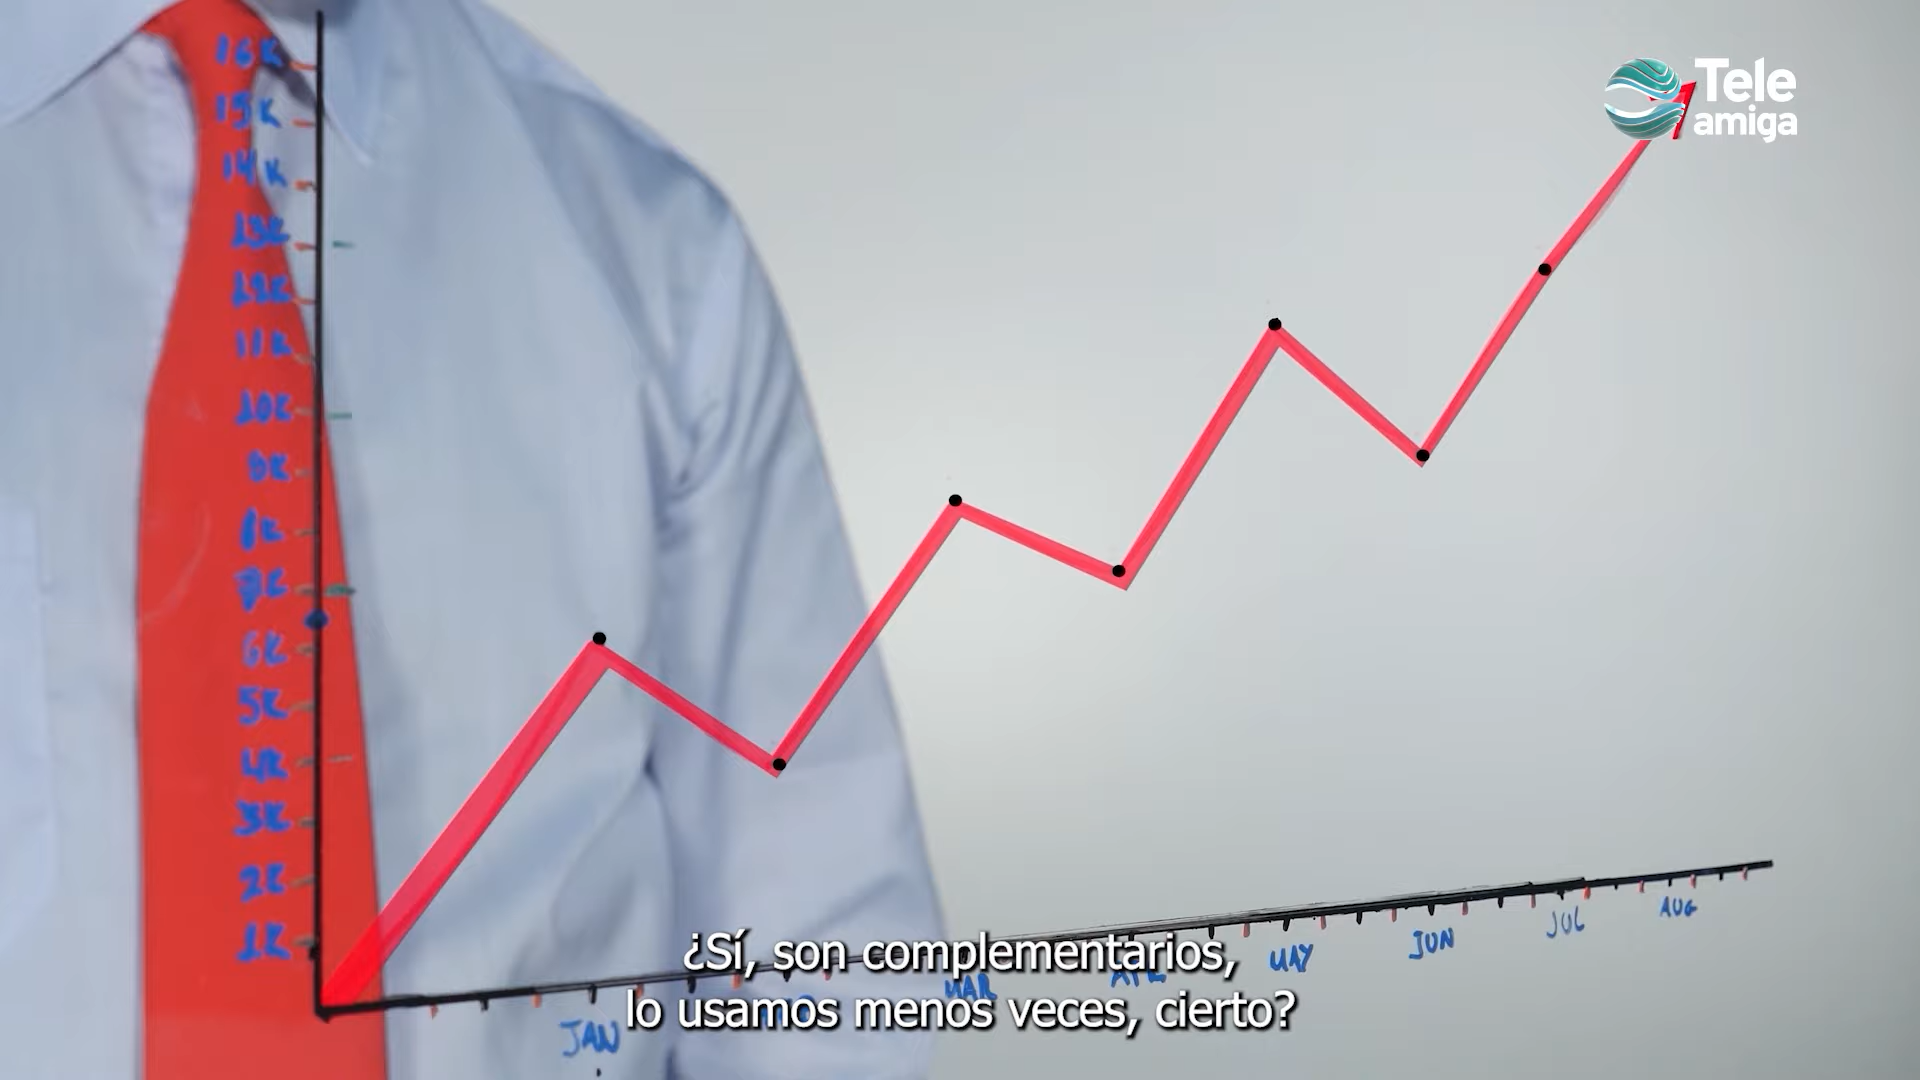 Tele
amiga
16K
15K
14K
13K
12K
11K
10K
9K
8K
7K
6K
5K
4K
3K
2K
1K
JAN
MAR
APR
MAY
JUN
JUL
AUG
¿Sí, son complementarios,
lo usamos menos veces, cierto?